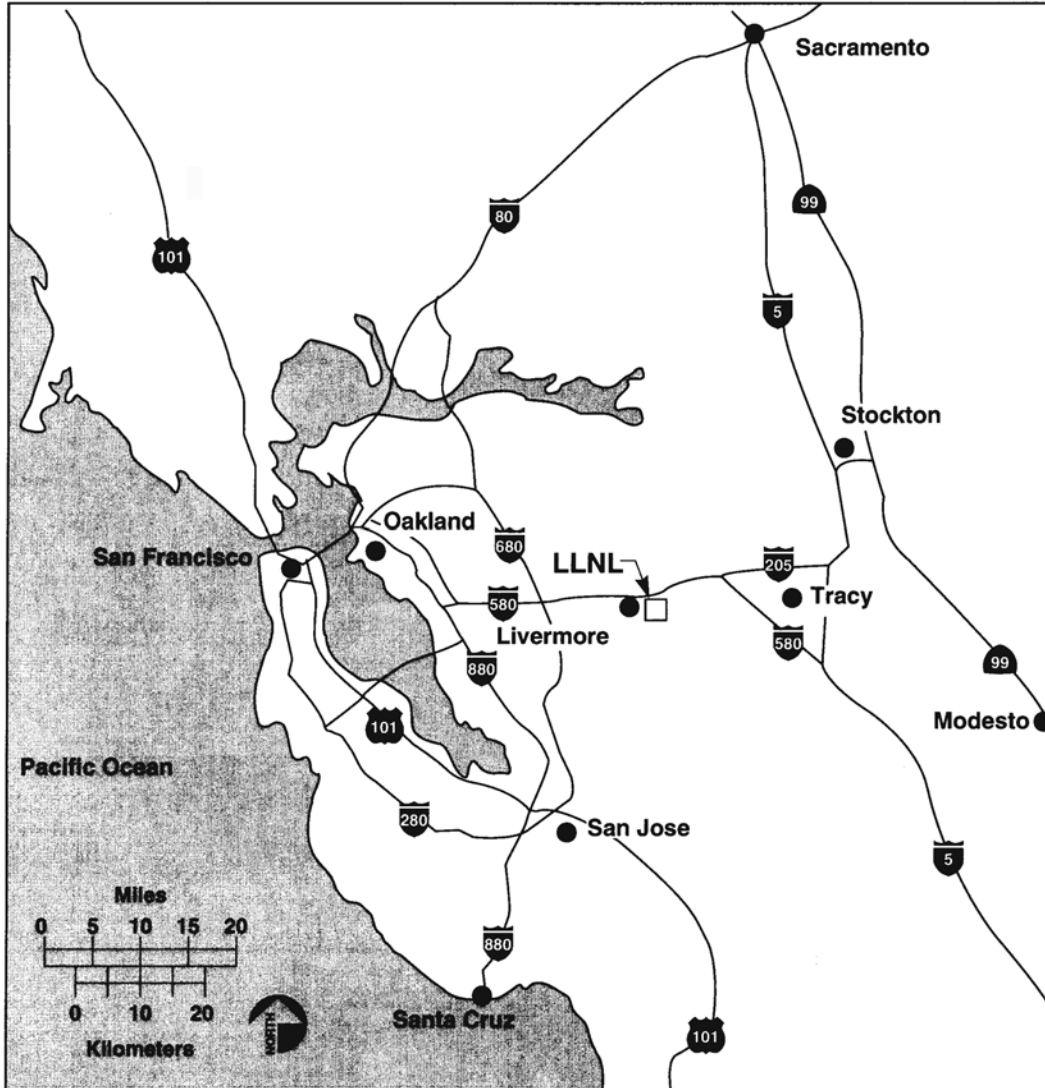 Sacramento
80
99
101
5
Stockton
Oakland
680
San Francisco
LLNL
205
580
Tracy
Livermore
580
880
99
101
Modesto
Pacific Ocean
280
San Jose
5
Miles
0 5 10 15 20
880
0 10 20
Kilometers
NORTH
Santa Cruz
101